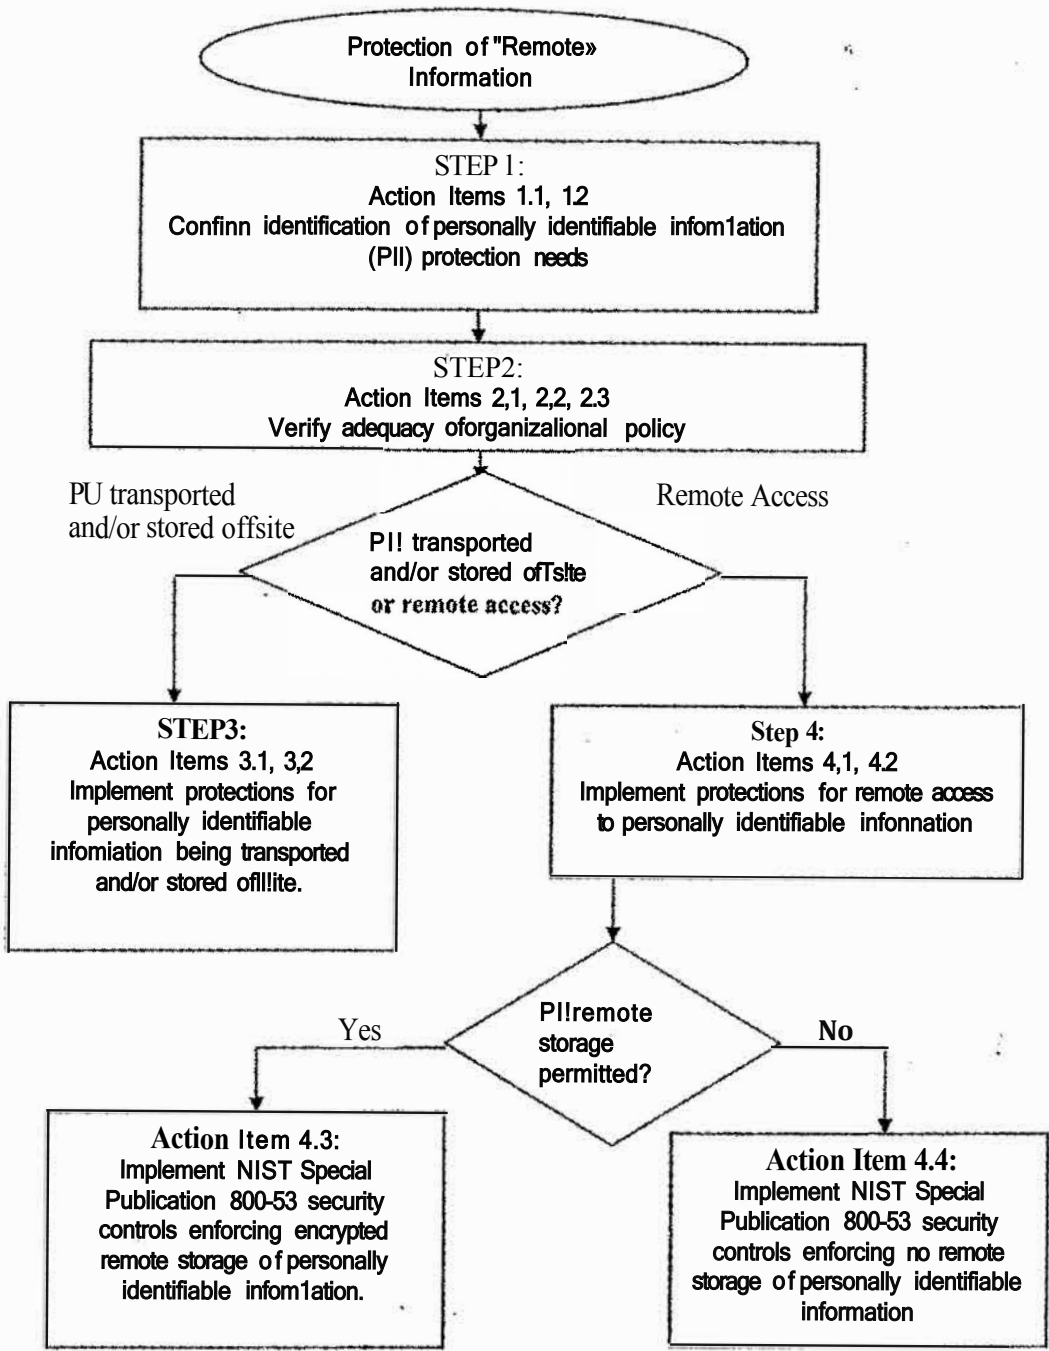 Protection of "Remote»
Information
STEP 1:
Action Items 1.1, 1.2
Confinn identification of personally identifiable infom1ation
(PII) protection needs
STEP2:
Action Items 2,1, 2,2, 2.3
Verify adequacy oforganizalional policy
PU transported
and/or stored offsite
Remote Access
PI! transported
and/or stored ofTs!te
or remote access?
STEP3:
Action Items 3.1, 3,2
Implement protections for
personally identifiable
infomiation being transported
and/or stored ofll!ite.
Step 4:
Action Items 4,1, 4.2
Implement protections for remote access
to personally identifiable infonnation
PI!remote
storage
permitted?
Yes
No
Action Item 4.3:
Implement NIST Special
Publication 800-53 security
controls enforcing encrypted
remote storage of personally
identifiable infom1ation.
Action Item 4.4:
Implement NIST Special
Publication 800-53 security
controls enforcing no remote
storage of personally identifiable
information